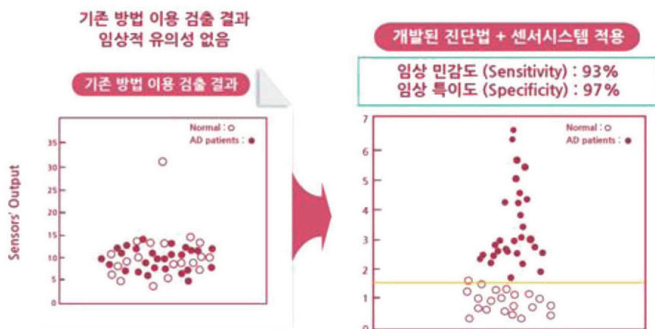 기존 방법 이용 검출 결과
임상적 유의성 없음
기존 방법 이용 검출 결과
Normal : ○
AD patients : ●
Sensors' Output
35
30
25
20
15
10
5
0
개발된 진단법 + 센서시스템 적용
임상 민감도 (Sensitivity) : 93%
임상 특이도 (Specificity) : 97%
Normal : ○
AD patients : ●
7
6
5
4
3
2
1
0